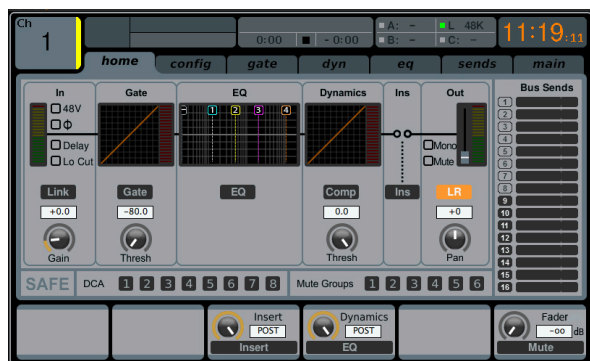 Ch
1
0:00 - 0:00
A: -
B: -
L 48K
C: -
11:19:11
home config gate dyn eq sends main
In Gate EQ Dynamics Ins Out Bus Sends
48V
Φ
Delay
Lo Cut
1 2 3 4
Mono
Mute
Link Gate EQ Comp Ins LR
+0.0 -80.0 0.0 +0
Gain Thresh Thresh Pan
1
2
3
4
5
6
7
8
9
10
11
12
13
14
15
16
SAFE DCA 1 2 3 4 5 6 7 8 Mute Groups 1 2 3 4 5 6
Insert
POST
Insert
Dynamics
POST
EQ
Fader
-oo dB
Mute